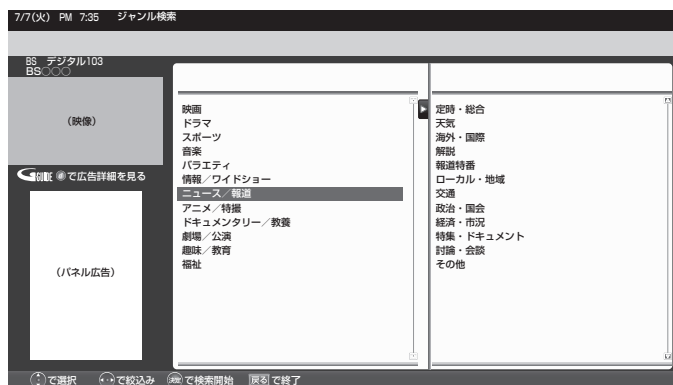 7/7(火) PM 7:35 ジャンル検索
BS デジタル103
BS○○○
(映像)
GGUIDE で広告詳細を見る
(パネル広告)
映画
ドラマ
スポーツ
音楽
バラエティ
情報／ワイドショー
ニュース／報道
アニメ／特撮
ドキュメンタリー／教養
劇場／公演
趣味／教育
福祉
定時・総合
天気
海外・国際
解説
報道特番
ローカル・地域
交通
政治・国会
経済・市況
特集・ドキュメント
討論・会談
その他
で選択 で絞込み 決定 で検索開始 戻る で終了